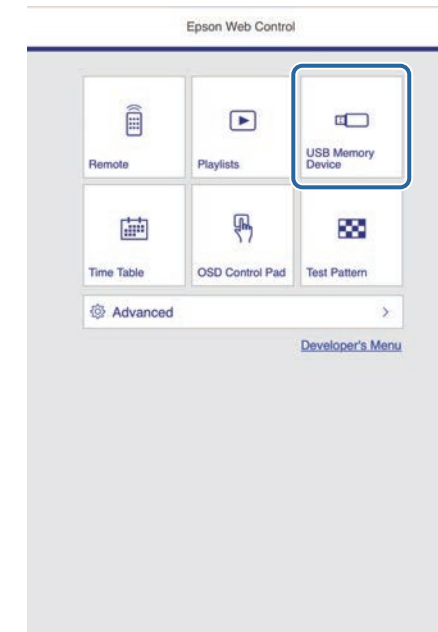 Epson Web Control
Remote
Playlists
USB Memory
Device
Time Table
OSD Control Pad
Test Pattern
Advanced
Developer's Menu